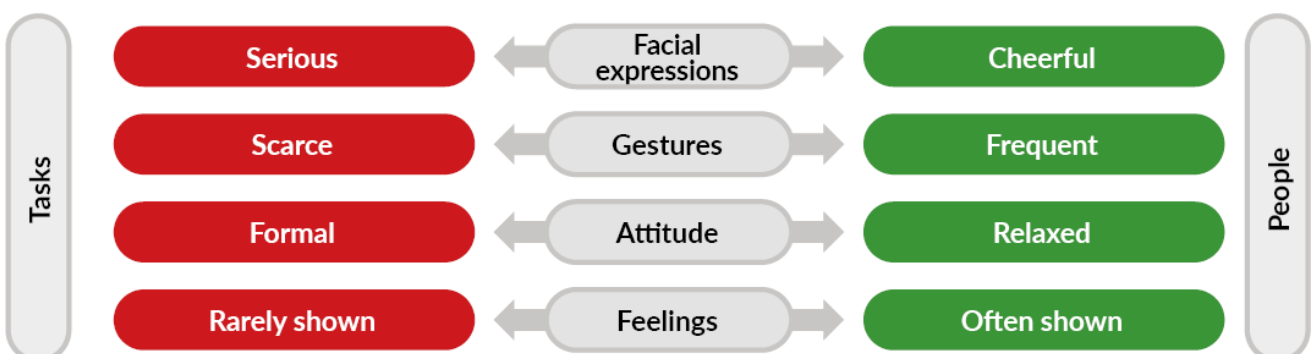 Tasks
Serious
Facial
expressions
Cheerful
Scarce
Gestures
Frequent
Formal
Attitude
Relaxed
Rarely shown
Feelings
Often shown
People